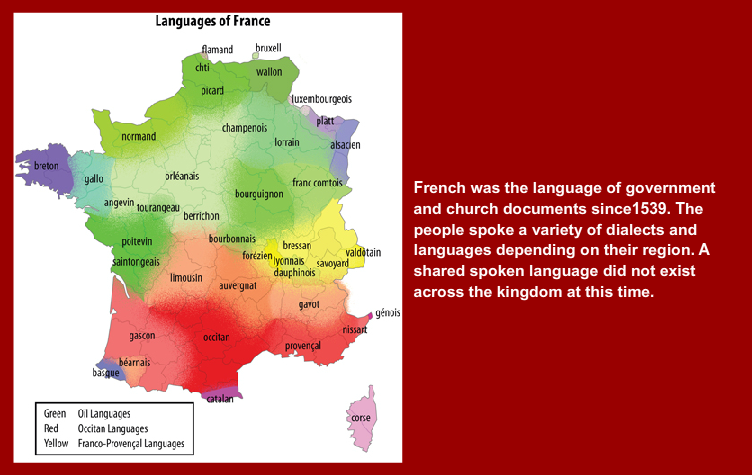 Languages of France
flamand
bruxell
chti
wallon
picard
luxembourgeois
platt
normand
champenois
lorrain
alsacien
breton
gallo
orléanais
franc comtois
bourguignon
angevin
tourangeau
berrichon
poitevin
bourbonnais
bressan
valdôtain
forézien
lyonnais
savoyard
saintongeais
dauphinois
limousin
auvergnat
gavot
génois
nissart
gascon
occitan
provençal
béarnais
basque
catalan
corse
Green Oïl Languages
Red Occitan Languages
Yellow Franco-Provençal Languages
French was the language of government
and church documents since1539. The
people spoke a variety of dialects and
languages depending on their region. A
shared spoken language did not exist
across the kingdom at this time.